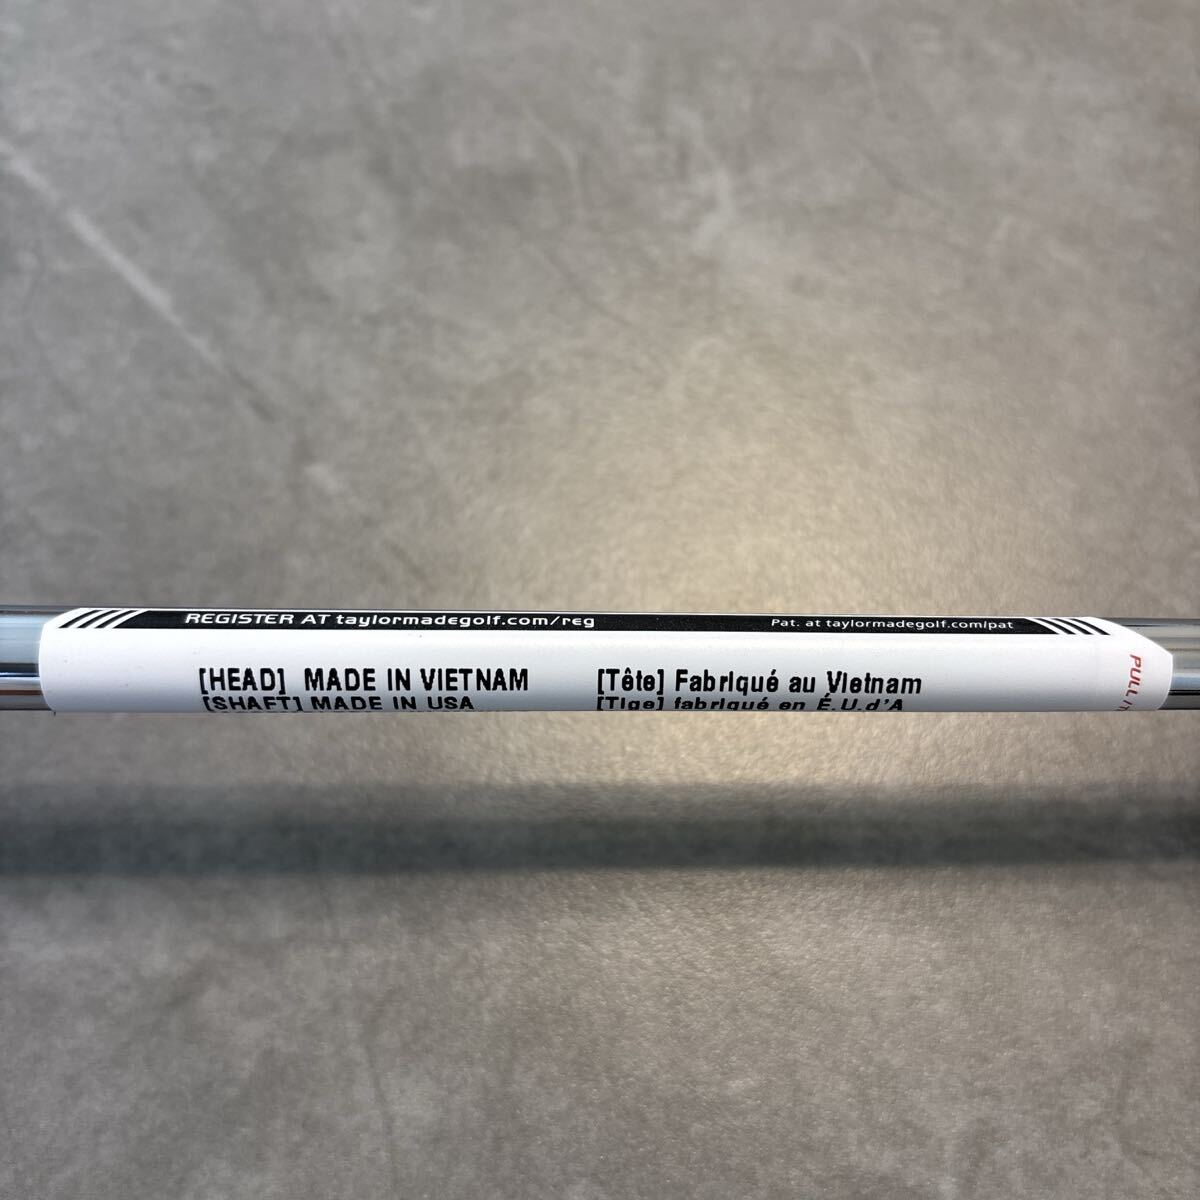 REGISTER AT taylormadegolf.com/reg
Pat. at taylormadegolf.com/pat
[HEAD] MADE IN VIETNAM
[SHAFT] MADE IN USA
[Tête] Fabriqué au Vietnam
[Tige] fabriqué en É.U.d'A
PULL